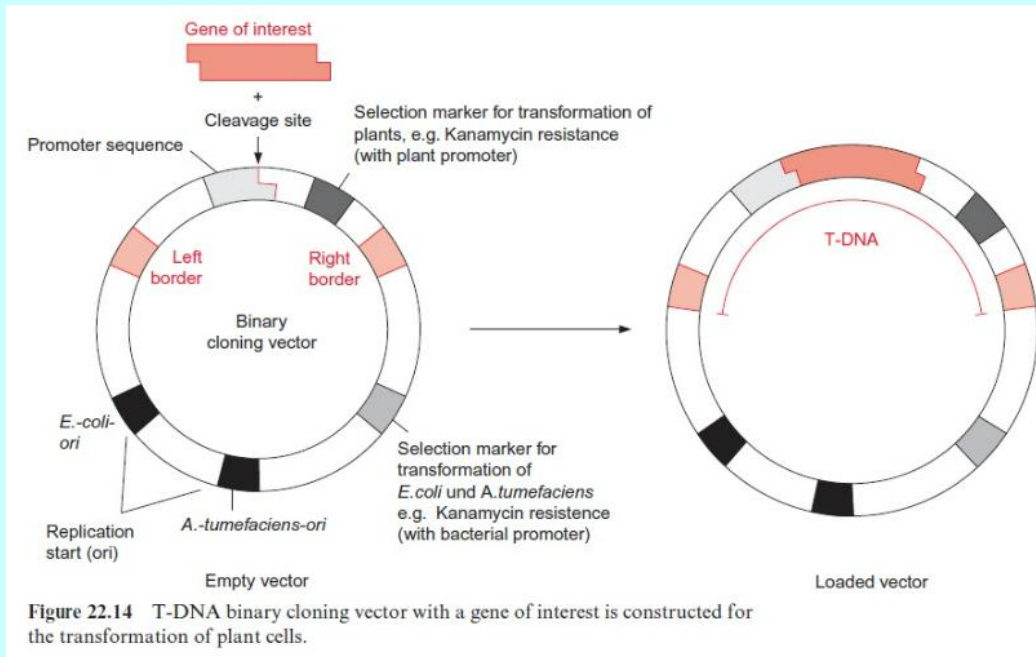 Gene of interest
+
Cleavage site
Promoter sequence
Selection marker for transformation of
plants, e.g. Kanamycin resistance
(with plant promoter)
Left
border
Right
border
Binary
cloning vector
T-DNA
E.-coli-
ori
Replication
start (ori)
A.-tumefaciens-ori
Selection marker for
transformation of
E.coli und A.tumefaciens
e.g. Kanamycin resistence
(with bacterial promoter)
Empty vector
Loaded vector
Figure 22.14 T-DNA binary cloning vector with a gene of interest is constructed for
the transformation of plant cells.